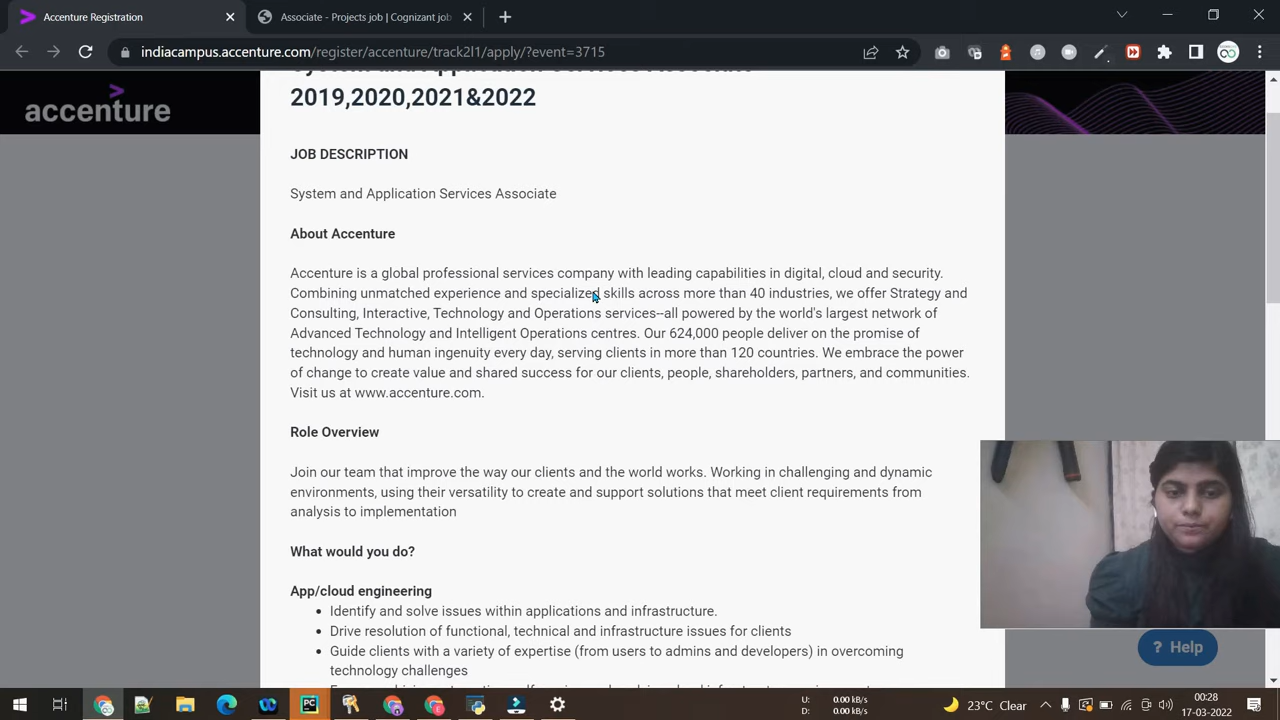 Accenture Registration
Associate - Projects job | Cognizant job
indiacampus.accenture.com/register/accenture/track2l1/apply/?event=3715
accenture
2019,2020,2021&2022
JOB DESCRIPTION
System and Application Services Associate
About Accenture
Accenture is a global professional services company with leading capabilities in digital, cloud and security.
Combining unmatched experience and specialized skills across more than 40 industries, we offer Strategy and
Consulting, Interactive, Technology and Operations services--all powered by the world's largest network of
Advanced Technology and Intelligent Operations centres. Our 624,000 people deliver on the promise of
technology and human ingenuity every day, serving clients in more than 120 countries. We embrace the power
of change to create value and shared success for our clients, people, shareholders, partners, and communities.
Visit us at www.accenture.com.
Role Overview
Join our team that improve the way our clients and the world works. Working in challenging and dynamic
environments, using their versatility to create and support solutions that meet client requirements from
analysis to implementation
What would you do?
App/cloud engineering
• Identify and solve issues within applications and infrastructure.
• Drive resolution of functional, technical and infrastructure issues for clients
• Guide clients with a variety of expertise (from users to admins and developers) in overcoming
technology challenges
? Help
U: 0.00 kB/s
D: 0.00 kB/s
23°C Clear
00:28
17-03-2022